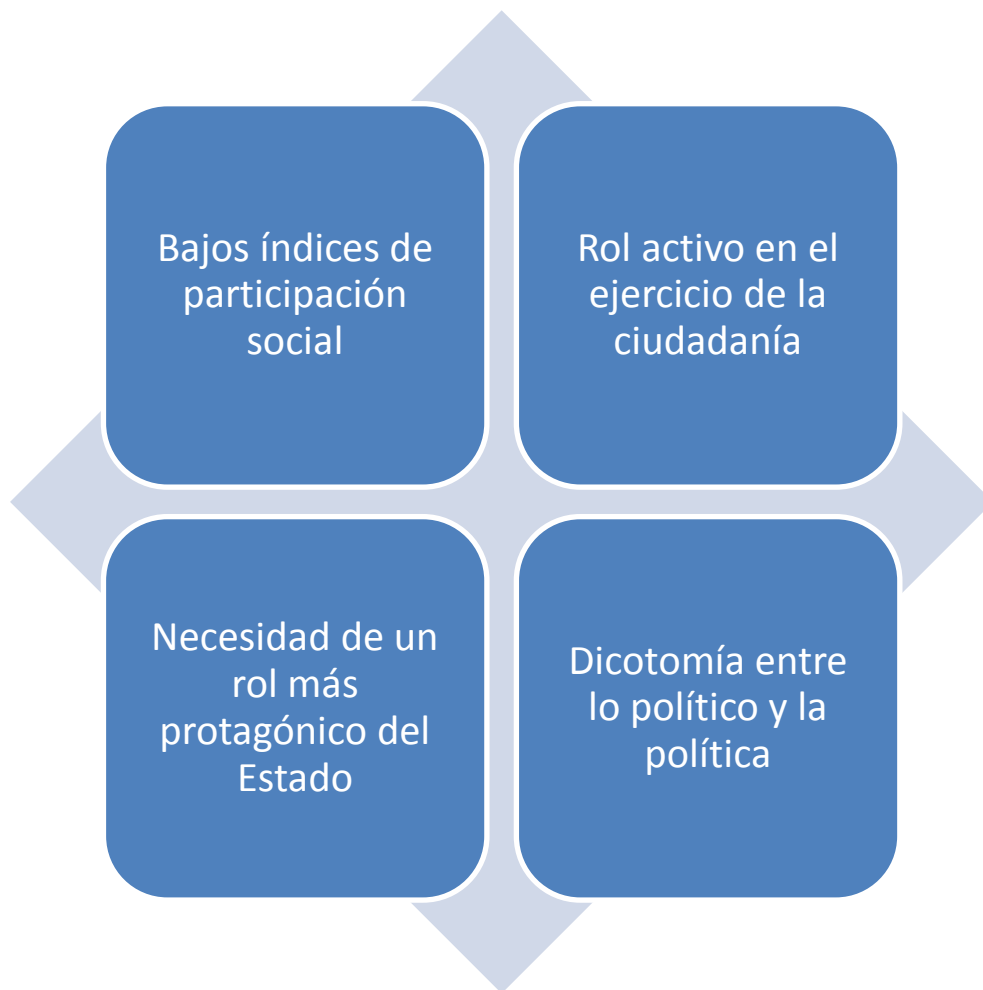 Bajos índices de
participación
social
Rol activo en el
ejercicio de la
ciudadanía
Necesidad de un
rol más
protagónico del
Estado
Dicotomía entre
lo político y la
política